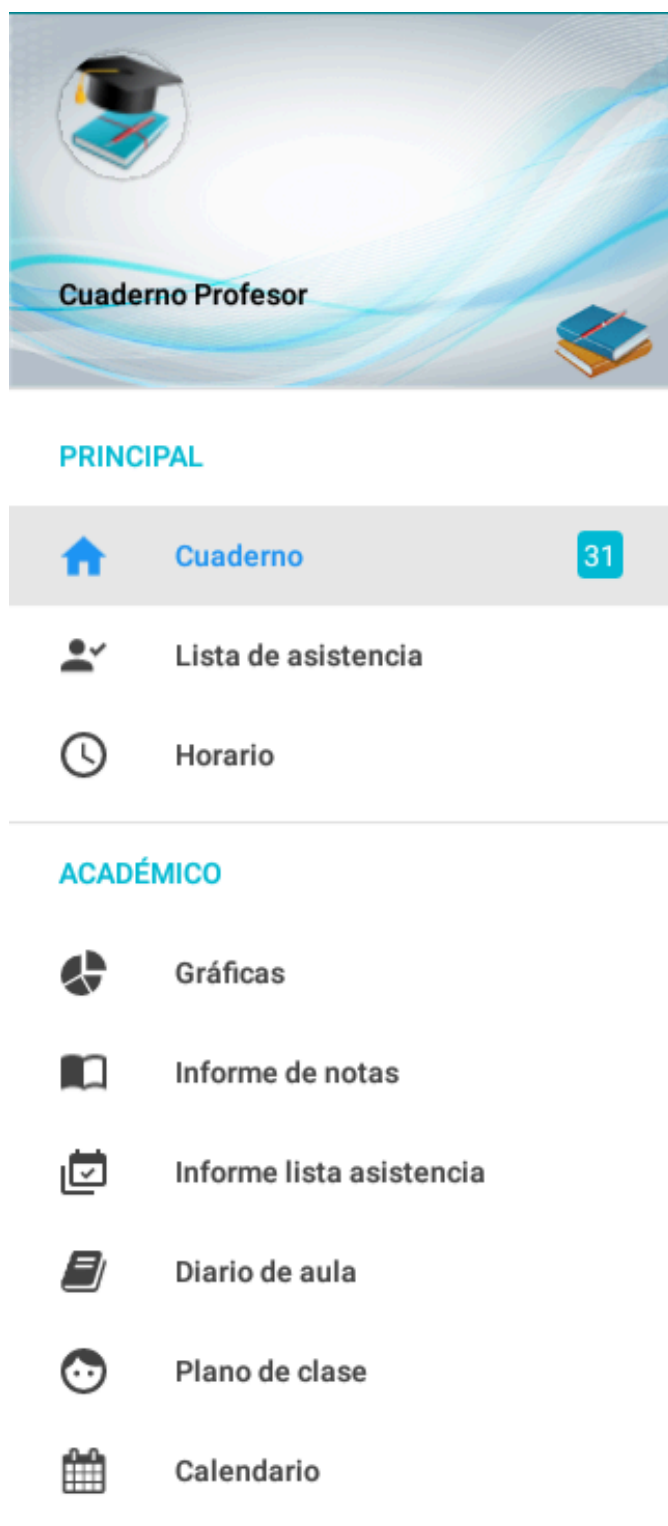 Cuaderno Profesor
PRINCIPAL
Cuaderno 31
Lista de asistencia
Horario
ACADÉMICO
Gráficas
Informe de notas
Informe lista asistencia
Diario de aula
Plano de clase
Calendario